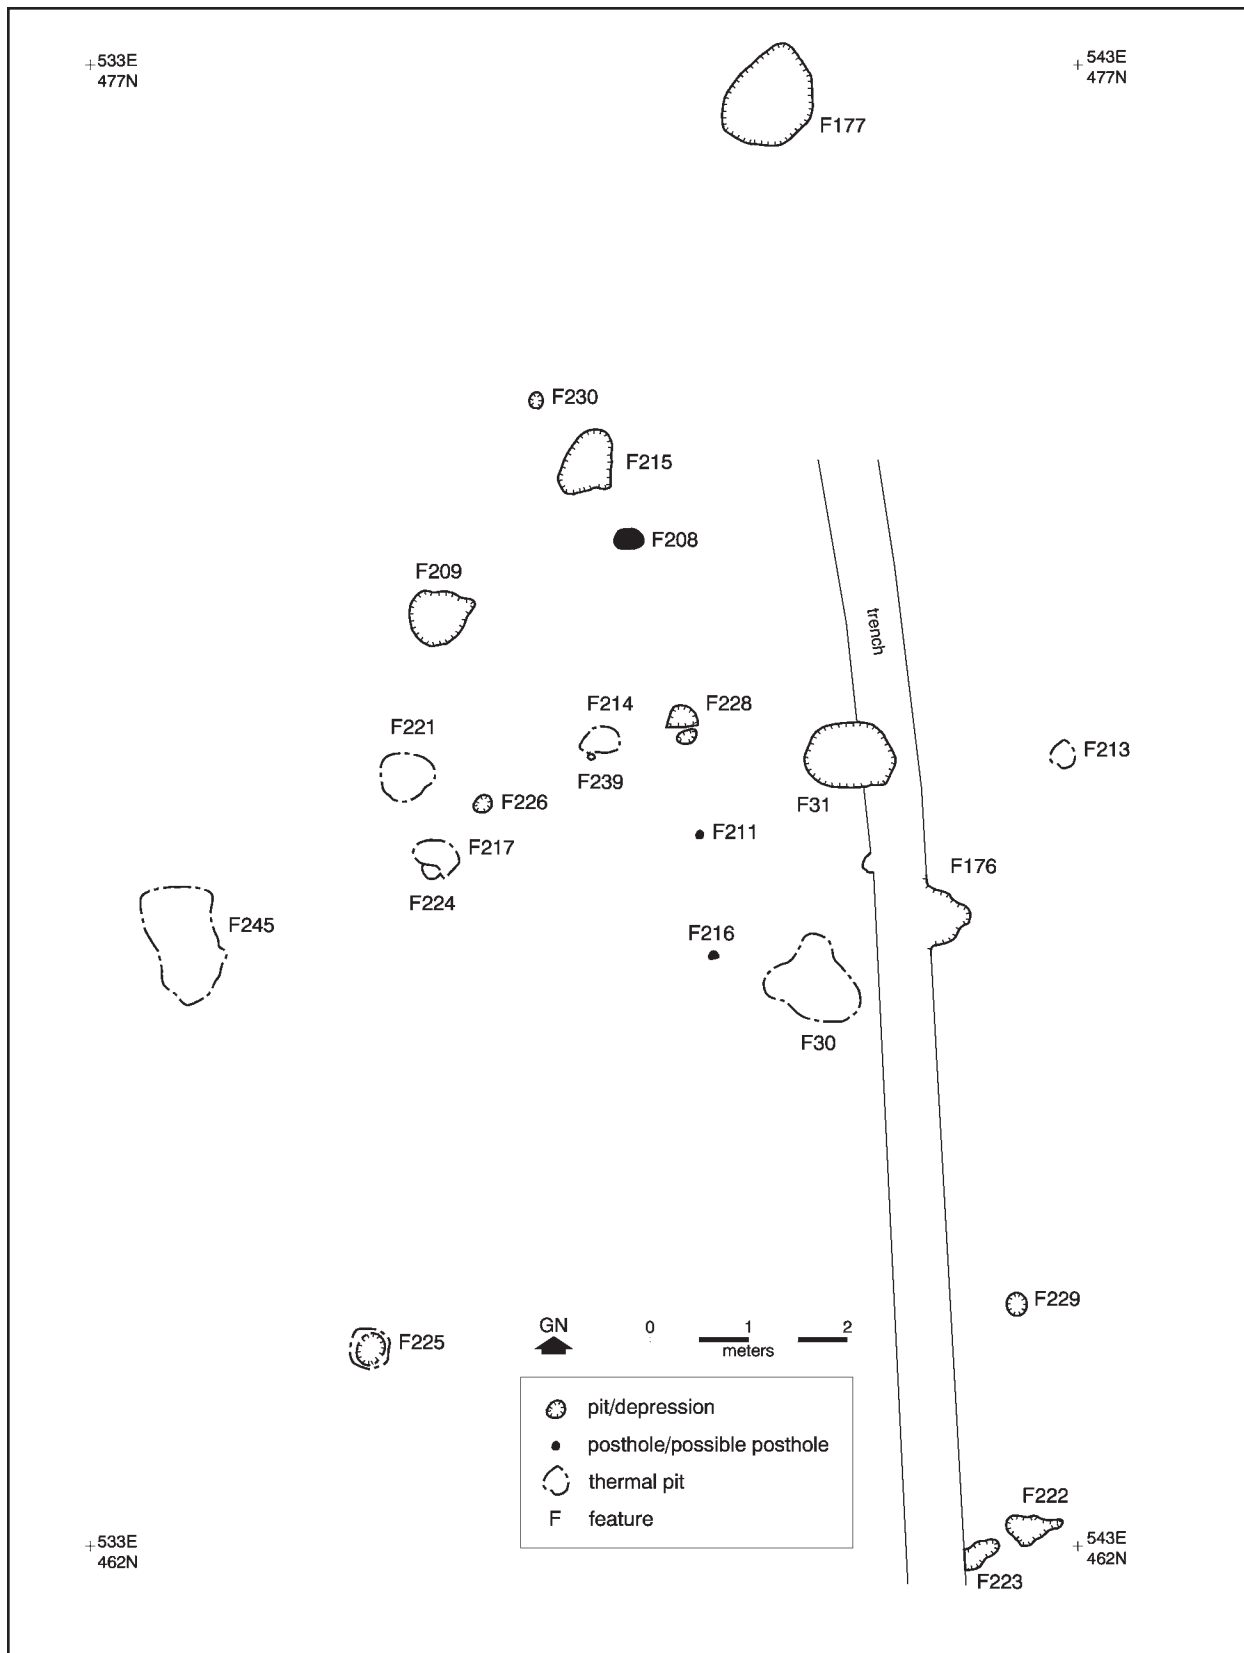 533E
477N
543E
477N
F177
F230
F215
F208
F209
trench
F214
F228
F221
F213
F239
F31
F226
F211
F217
F176
F224
F245
F216
F30
F229
GN
0
1
2
meters
F225
pit/depression
posthole/possible posthole
thermal pit
F feature
F222
533E
462N
543E
462N
F223